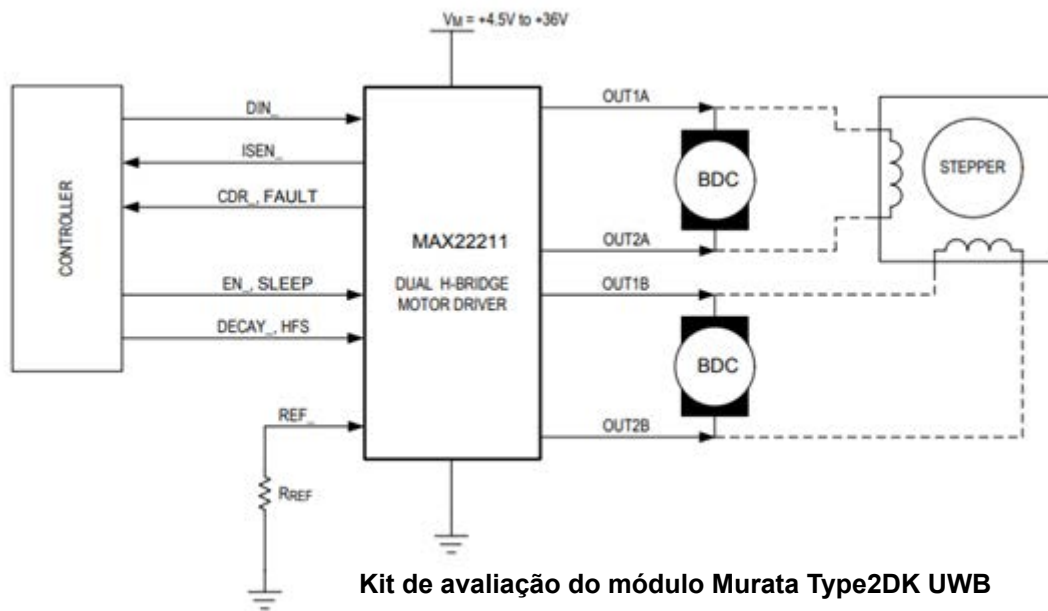 VM = +4.5V to +36V
CONTROLLER
DIN_
ISEN_
CDR_, FAULT
EN_, SLEEP
DECAY_, HFS
REF_
RREF
MAX22211
DUAL H-BRIDGE
MOTOR DRIVER
OUT1A
BDC
OUT2A
OUT1B
BDC
OUT2B
STEPPER
Kit de avaliação do módulo Murata Type2DK UWB